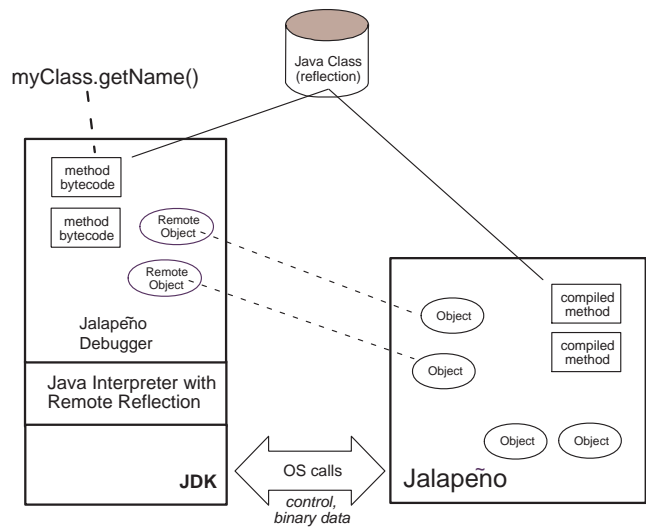 Java Class
(reflection)
myClass.getName()
method
bytecode
method
bytecode
Remote
Object
Remote
Object
Jalapeño
Debugger
Java Interpreter with
Remote Reflection
JDK
OS calls
control,
binary data
Object
Object
compiled
method
compiled
method
Object
Object
Jalapeño